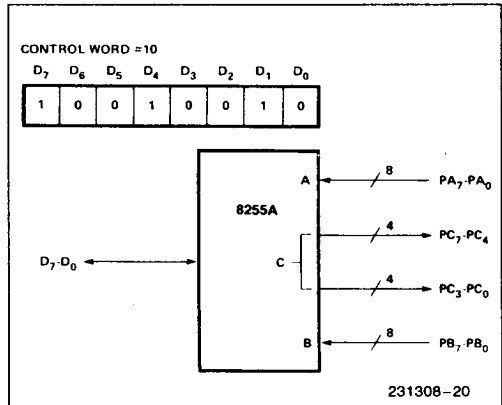 CONTROL WORD =10
D7 D6 D5 D4 D3 D2 D1 D0
1 0 0 1 0 0 1 0
A 8 PA7-PA0
8255A
4 PC7-PC4
D7-D0 C
4 PC3-PC0
B 8 PB7-PB0
231308-20